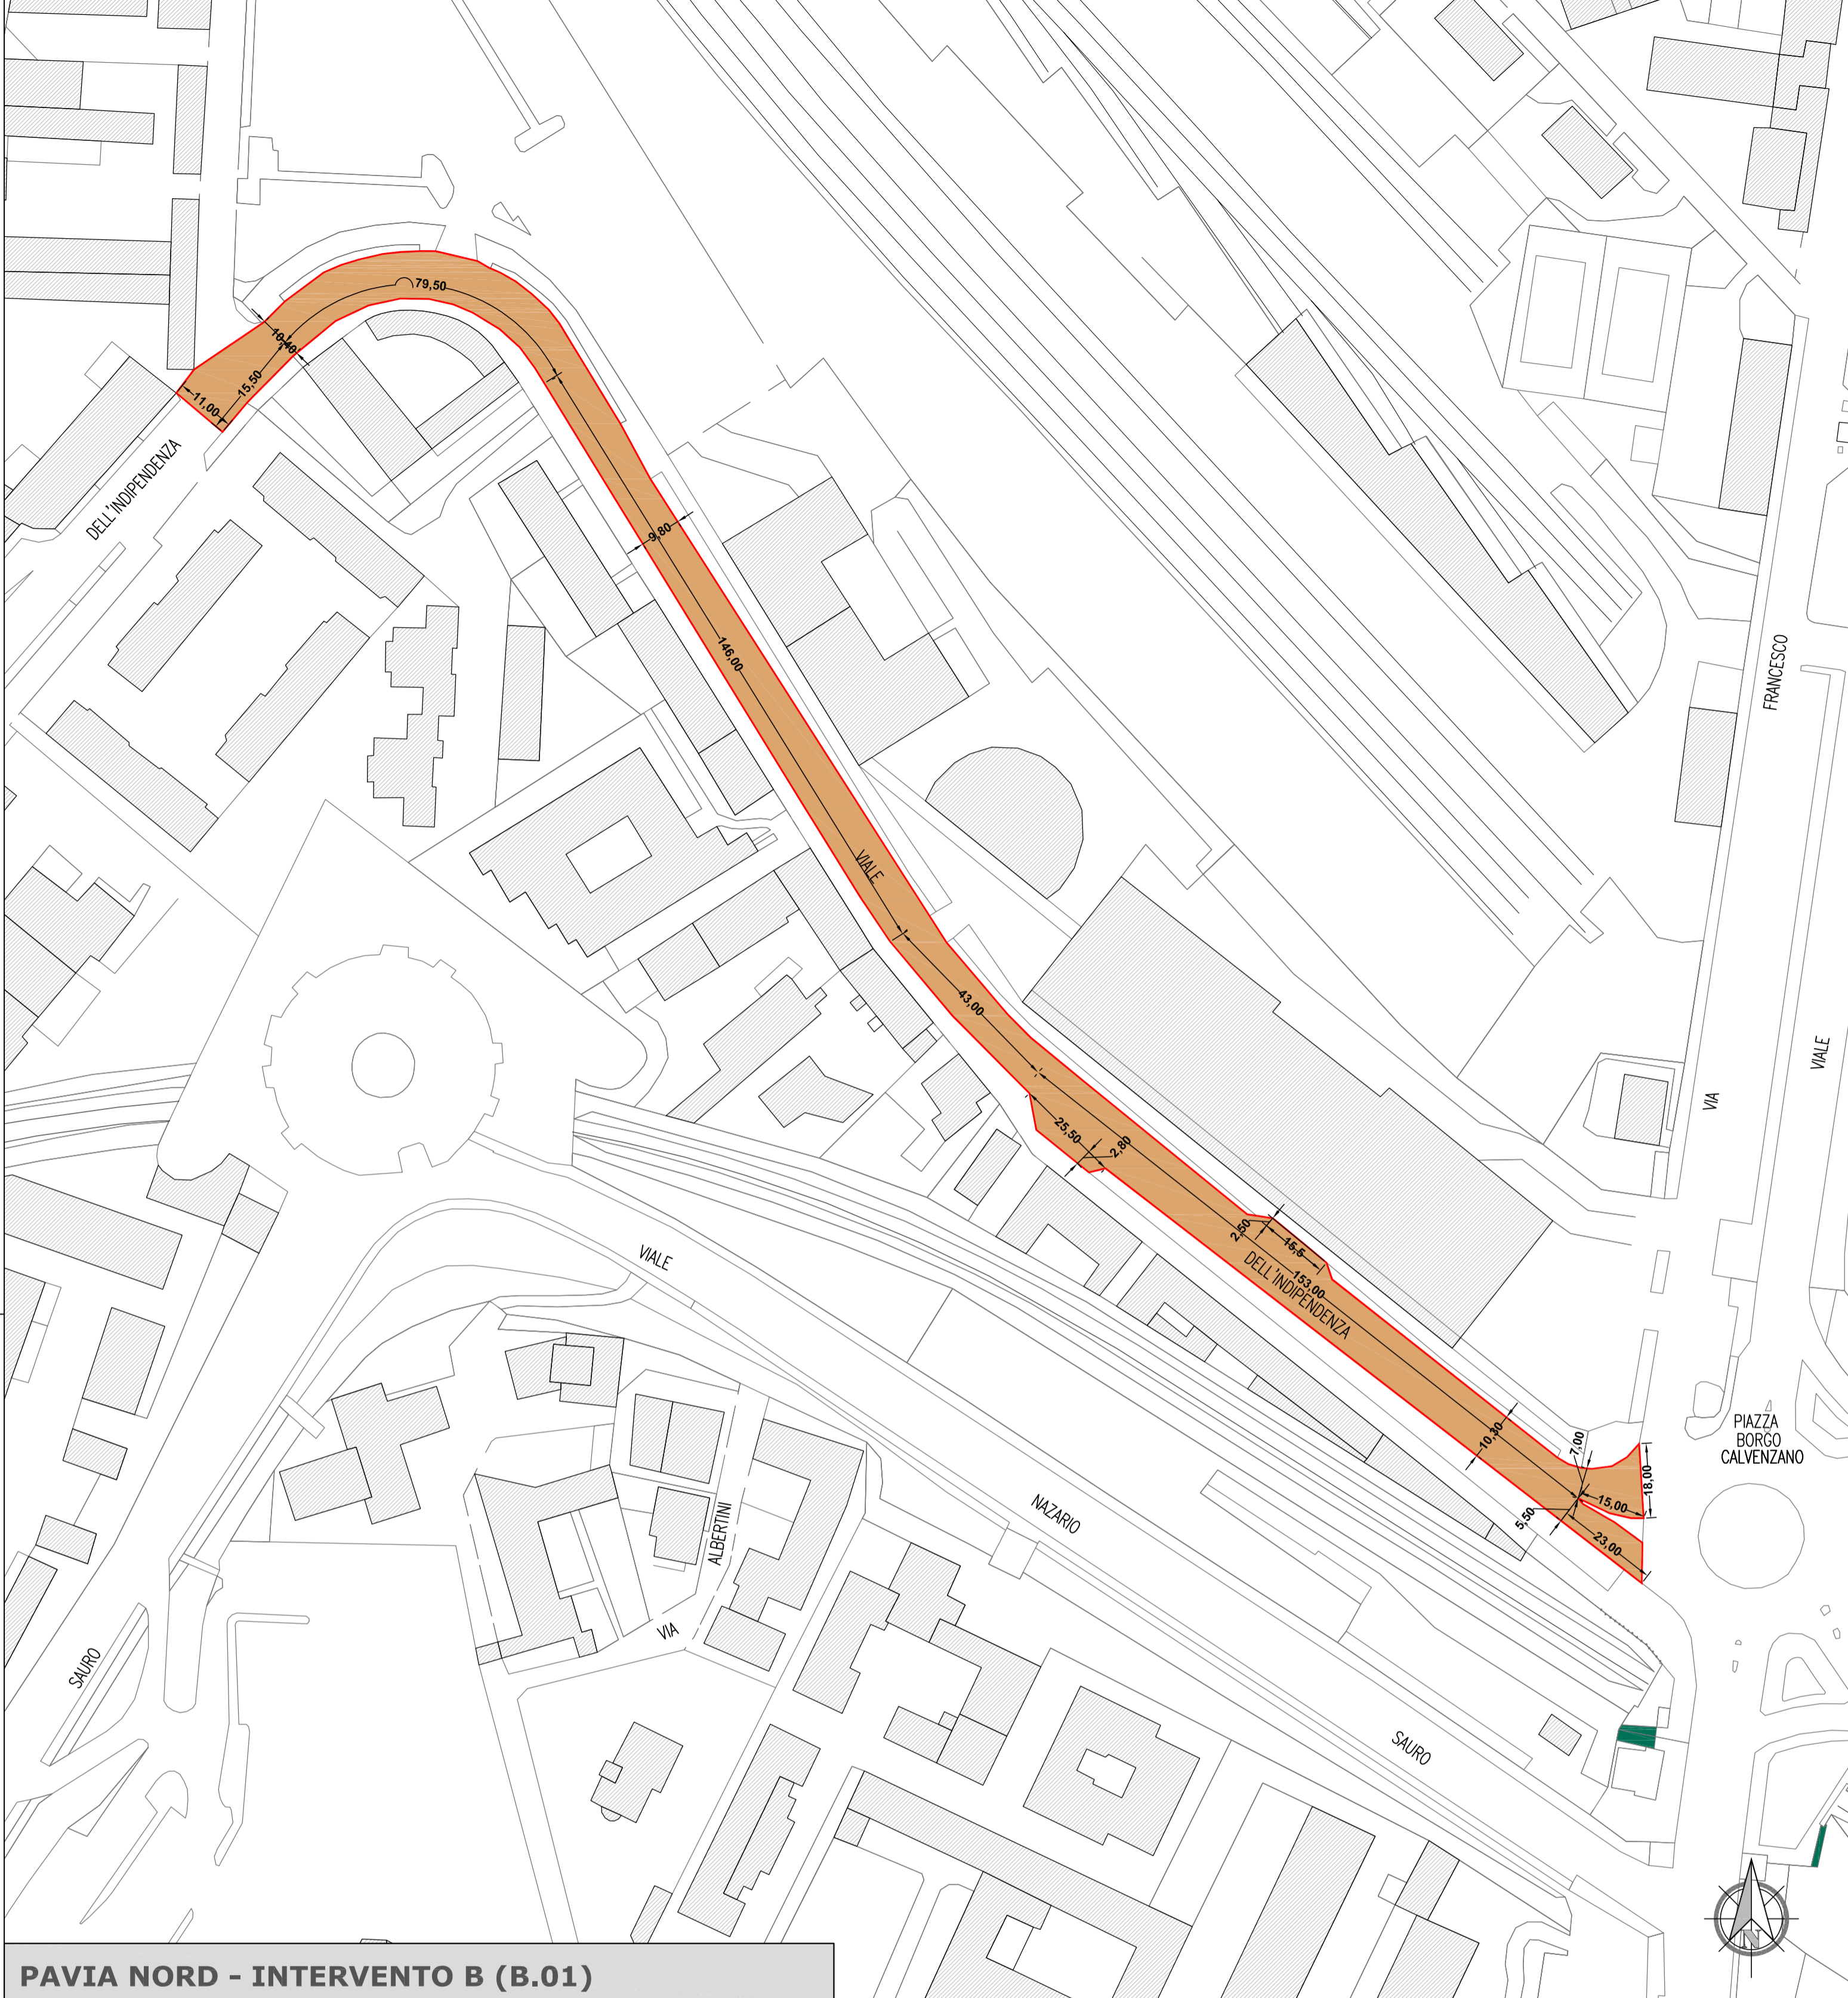 79,50
10,40
15,50
11,00
DELL'INDIPENDENZA
9,80
146,00
FRANCESCO
VIALE
43,00
VIALE
VIA
25,50
2,80
2,50
15,5
153,00
DELL'INDIPENDENZA
VIALE
10,30
7,00
18,00
15,00
5,50
23,00
PIAZZA
BORGO
CALVENZANO
NAZARIO
ALBERTINI
VIA
SAURO
SAURO
N
PAVIA NORD - INTERVENTO B (B.01)